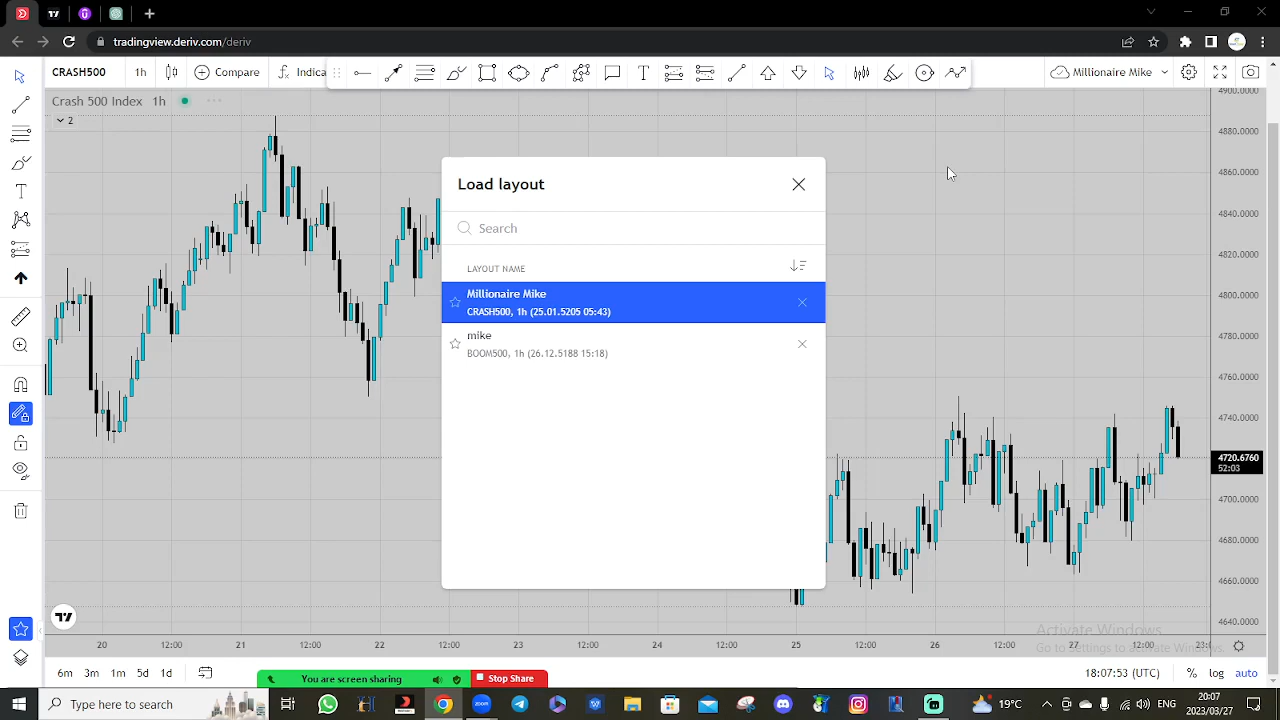 tradingview.deriv.com/deriv
CRASH500
1h
Compare
Indica
Millionaire Mike
Crash 500 Index 1h
2
Load layout
Search
LAYOUT NAME
Millionaire Mike
CRASH500, 1h (25.01.5205 05:43)
mike
BOOM500, 1h (26.12.5188 15:18)
4900.0000
4880.0000
4860.0000
4840.0000
4820.0000
4800.0000
4780.0000
4760.0000
4740.0000
4720.6760
52:03
4700.0000
4680.0000
4660.0000
4640.0000
20 12:00 21 12:00 22 12:00 23 12:00 24 12:00 25 12:00 26 12:00 27 12:00
Activate Windows
Go to Settings to activate Windows.
6m 3m 1m 5d 1d
18:07:53 (UTC) % log auto
You are screen sharing
Stop Share
Type here to search
zoom
19°C
20:07
2023/03/27